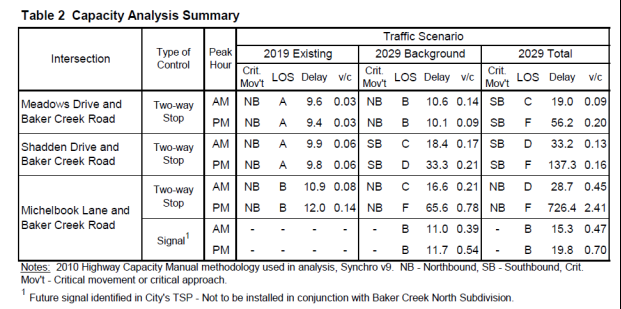 Table 2 Capacity Analysis Summary
Traffic Scenario
Intersection Type of Control Peak Hour 2019 Existing 2029 Background 2029 Total
Crit. Mov't LOS Delay v/c Crit. Mov't LOS Delay v/c Crit. Mov't LOS Delay v/c
Meadows Drive and Baker Creek Road Two-way Stop AM NB A 9.6 0.03 NB B 10.6 0.14 SB C 19.0 0.09
PM NB A 9.4 0.03 NB B 10.1 0.09 SB F 56.2 0.20
Shadden Drive and Baker Creek Road Two-way Stop AM NB A 9.9 0.06 SB C 18.4 0.17 SB D 33.2 0.13
PM NB A 9.8 0.06 SB D 33.3 0.21 SB F 137.3 0.16
Michelbook Lane and Baker Creek Road Two-way Stop AM NB B 10.9 0.08 NB C 16.6 0.21 NB D 28.7 0.45
PM NB B 12.0 0.14 NB F 65.6 0.78 NB F 726.4 2.41
Signal1 AM - - - - - B 11.0 0.39 - B 15.3 0.47
PM - - - - - B 11.7 0.54 - B 19.8 0.70
Notes: 2010 Highway Capacity Manual methodology used in analysis, Synchro v9. NB - Northbound, SB - Southbound, Crit.
Mov't - Critical movement or critical approach.
1 Future signal identified in City's TSP - Not to be installed in conjunction with Baker Creek North Subdivision.